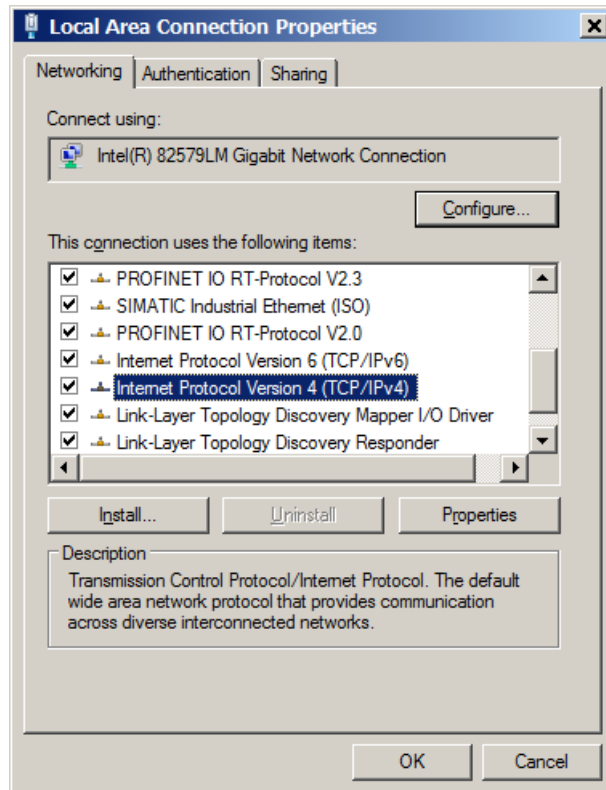 Local Area Connection Properties
Networking Authentication Sharing
Connect using:
Intel(R) 82579LM Gigabit Network Connection
Configure...
This connection uses the following items:
PROFINET IO RT-Protocol V2.3
SIMATIC Industrial Ethernet (ISO)
PROFINET IO RT-Protocol V2.0
Internet Protocol Version 6 (TCP/IPv6)
Internet Protocol Version 4 (TCP/IPv4)
Link-Layer Topology Discovery Mapper I/O Driver
Link-Layer Topology Discovery Responder
Install... Uninstall Properties
Description
Transmission Control Protocol/Internet Protocol. The default
wide area network protocol that provides communication
across diverse interconnected networks.
OK Cancel